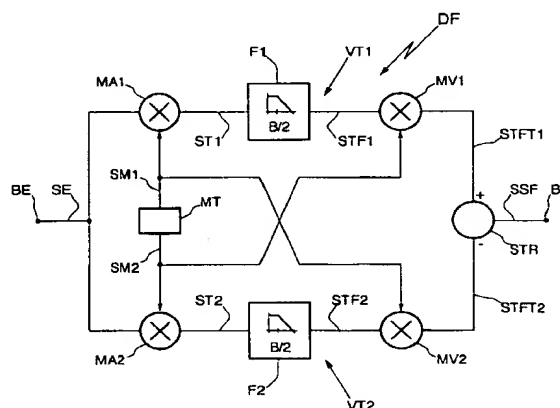 DF
F1
VT1
MA1
MV1
B/2
ST1
STF1
STFT1
SM1
BE
SE
MT
+
SSF
B
-
STR
SM2
ST2
STF2
STFT2
B/2
MA2
MV2
F2
VT2